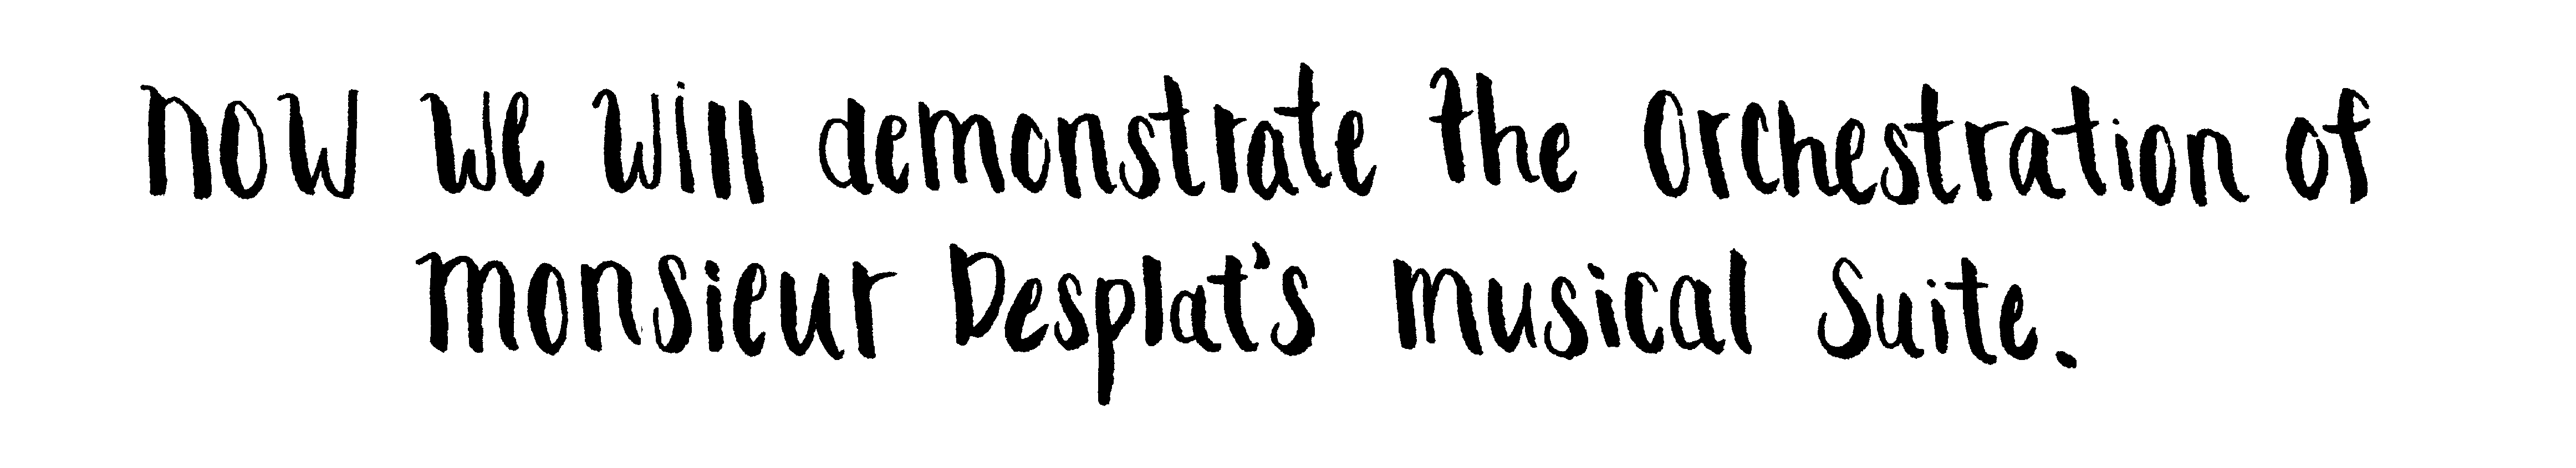 now we will demonstrate the Orchestration of
monsieur Desplat's musical Suite.